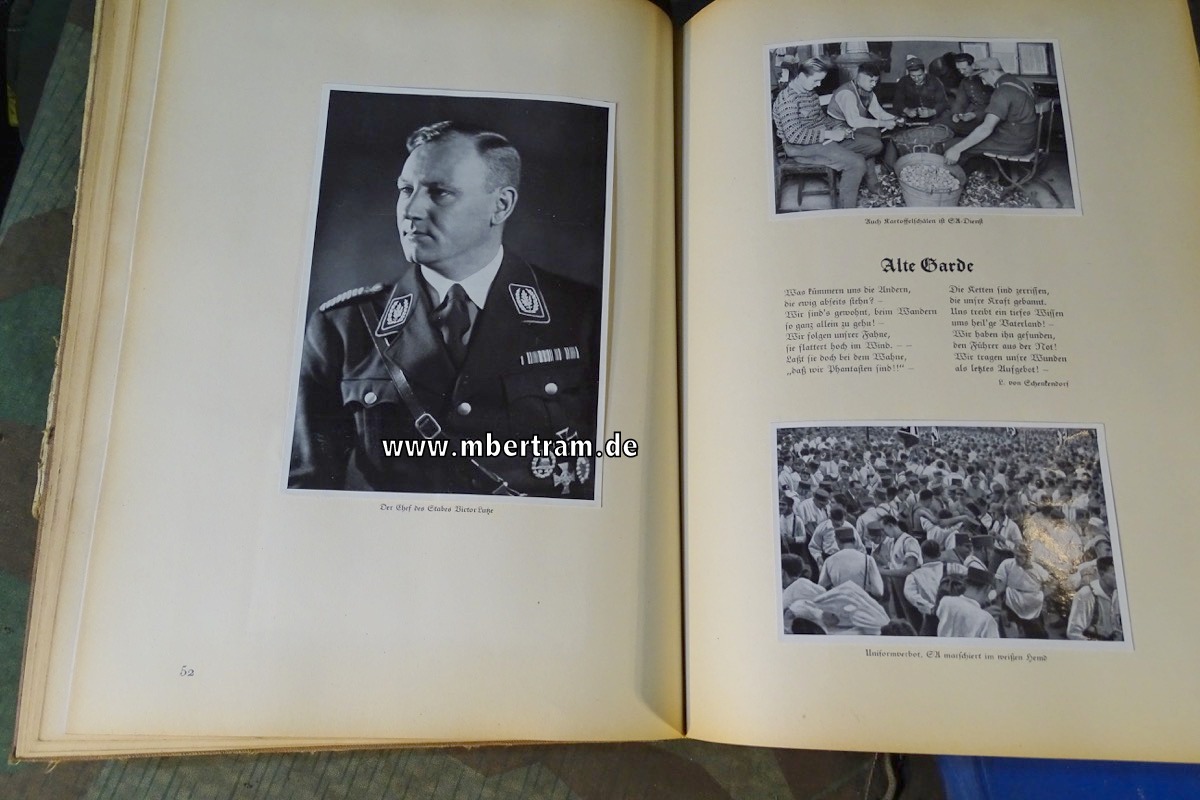 Der Chef des Stabes Victor Lutze
52
Auch Kartoffelschälen ist SA-Dienst
Alte Garde
Was kümmern uns die Andern,
die ewig abseits stehn? –
Wir sind's gewohnt, beim Wandern
so ganz allein zu gehn! –
Wir folgen unsrer Fahne,
sie flattert hoch im Wind. – –
Laßt sie doch bei dem Wahne,
„daß wir Phantasten sind!!“ –
Die Ketten sind zerrissen,
die unsre Kraft gebannt.
Uns treibt ein tiefes Wissen
ums heil'ge Vaterland! –
Wir haben ihn gefunden,
den Führer aus der Not!
Wir tragen unsre Wunden
als letztes Aufgebot! –
L. von Schenkendorf
Uniformverbot, SA marschiert im weißen Hemd
www.mbertram.de